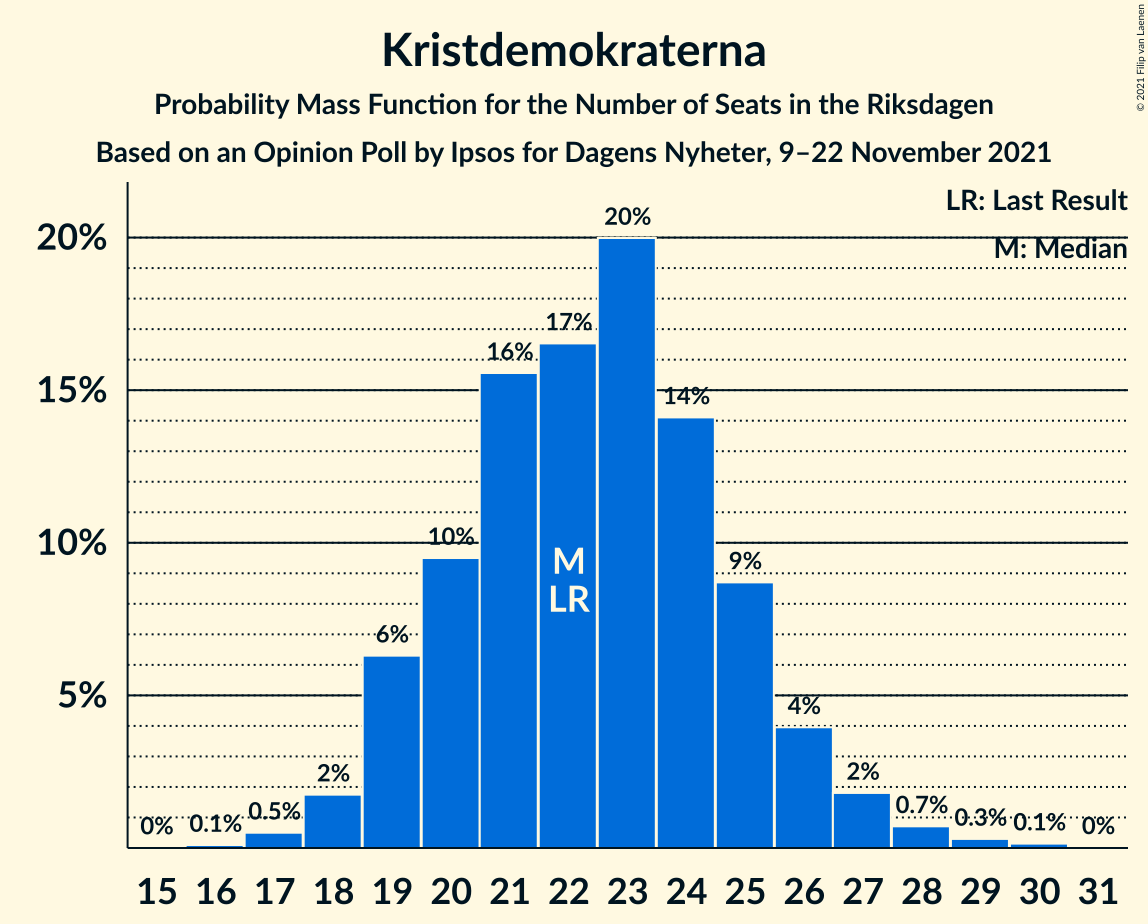 Kristdemokraterna
Probability Mass Function for the Number of Seats in the Riksdagen
Based on an Opinion Poll by Ipsos for Dagens Nyheter, 9–22 November 2021
© 2021 Filip van Laenen
LR: Last Result
M: Median
20%
15%
10%
5%
0%
0.1%
0.5%
2%
6%
10%
16%
17%
20%
14%
9%
4%
2%
0.7%
0.3%
0.1%
0%
M
LR
15 16 17 18 19 20 21 22 23 24 25 26 27 28 29 30 31